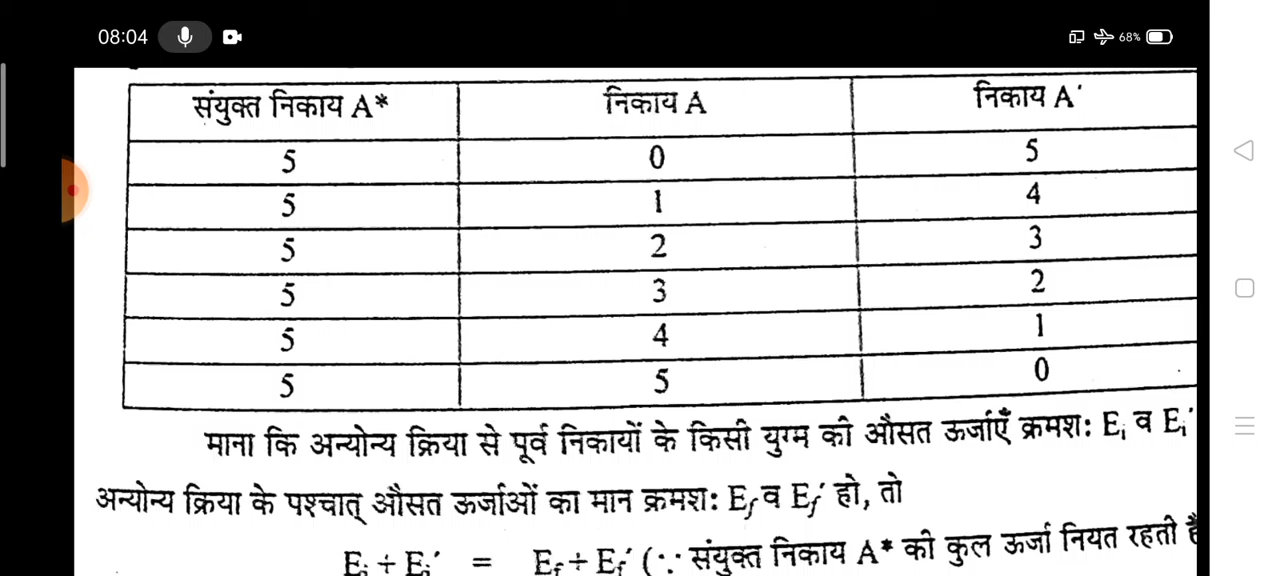 08:04 68%
संयुक्त निकाय A* निकाय A निकाय A′
5 0 5
5 1 4
5 2 3
5 3 2
5 4 1
5 5 0
माना कि अन्योन्य क्रिया से पूर्व निकायों के किसी युग्म की औसत ऊर्जाएँ क्रमश: Eᵢ व Eᵢ′
अन्योन्य क्रिया के पश्चात् औसत ऊर्जाओं का मान क्रमश: E_f व E_f′ हो, तो
Eᵢ + Eᵢ′ = E_f + E_f′ (∵ संयुक्त निकाय A* की कुल ऊर्जा नियत रहती है